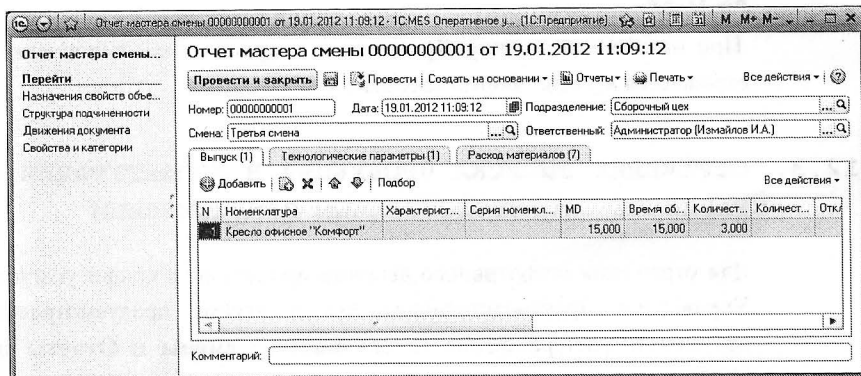 Отчет мастера смены 00000000001 от 19.01.2012 11:09:12 - 1С:MES Оперативное у... (1С:Предприятие) M M+ M-
Отчет мастера смены...
Перейти
Назначения свойств объе...
Структура подчиненности
Движения документа
Свойства и категории
Отчет мастера смены 00000000001 от 19.01.2012 11:09:12
Провести и закрыть Провести Создать на основании Отчеты Печать Все действия
Номер: 00000000001 Дата: 19.01.2012 11:09:12 Подразделение: Сборочный цех ...
Смена: Третья смена ... Ответственный: Администратор (Измайлов И.А.) ...
Выпуск (1) Технологические параметры (1) Расход материалов (7)
Добавить Подбор Все действия
N Номенклатура Характерист... Серия номенкл... MD Время об... Количест... Количест... Откл
1 Кресло офисное "Комфорт" 15,000 15,000 3,000
Комментарий: